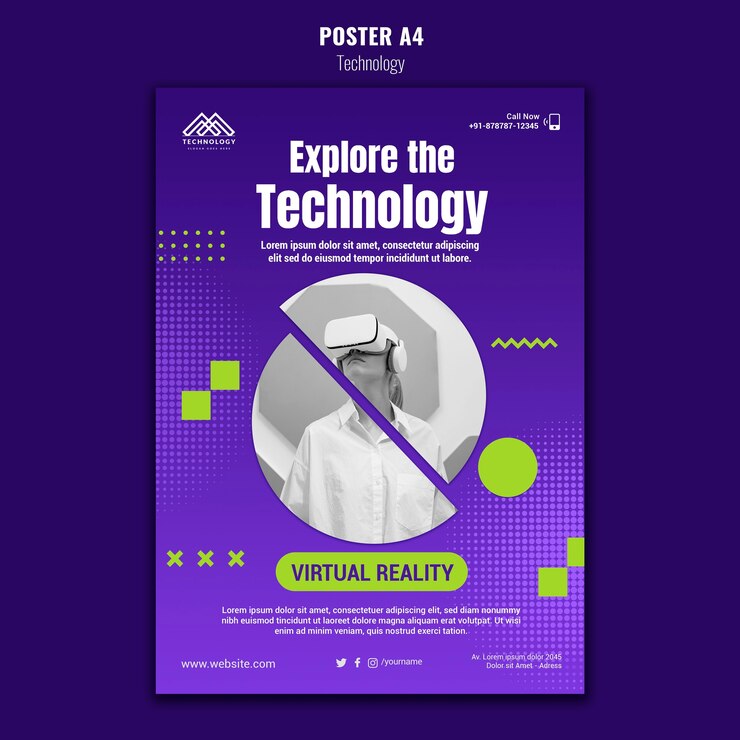 POSTER A4
Technology
TECHNOLOGY
SLOGAN GOES HERE
Call Now
+91-878787-12345
Explore the
Technology
Lorem ipsum dolor sit amet, consectetur adipiscing
elit sed do eiusmod tempor incididunt ut labore.
VIRTUAL REALITY
Lorem ipsum dolor sit amet, consectetuer adipiscing elit, sed diam nonummy
nibh euismod tincidunt ut laoreet dolore magna aliquam erat volutpat. Ut wisi
enim ad minim veniam, quis nostrud exerci tation.
www.website.com
/yourname
Av. Lorem dolor 2045
Dolor sit Amet - Adress